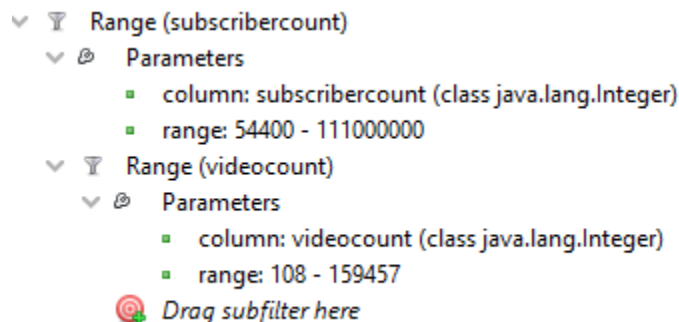 Range (subscribercount)
Parameters
column: subscribercount (class java.lang.Integer)
range: 54400 - 111000000
Range (videocount)
Parameters
column: videocount (class java.lang.Integer)
range: 108 - 159457
Drag subfilter here